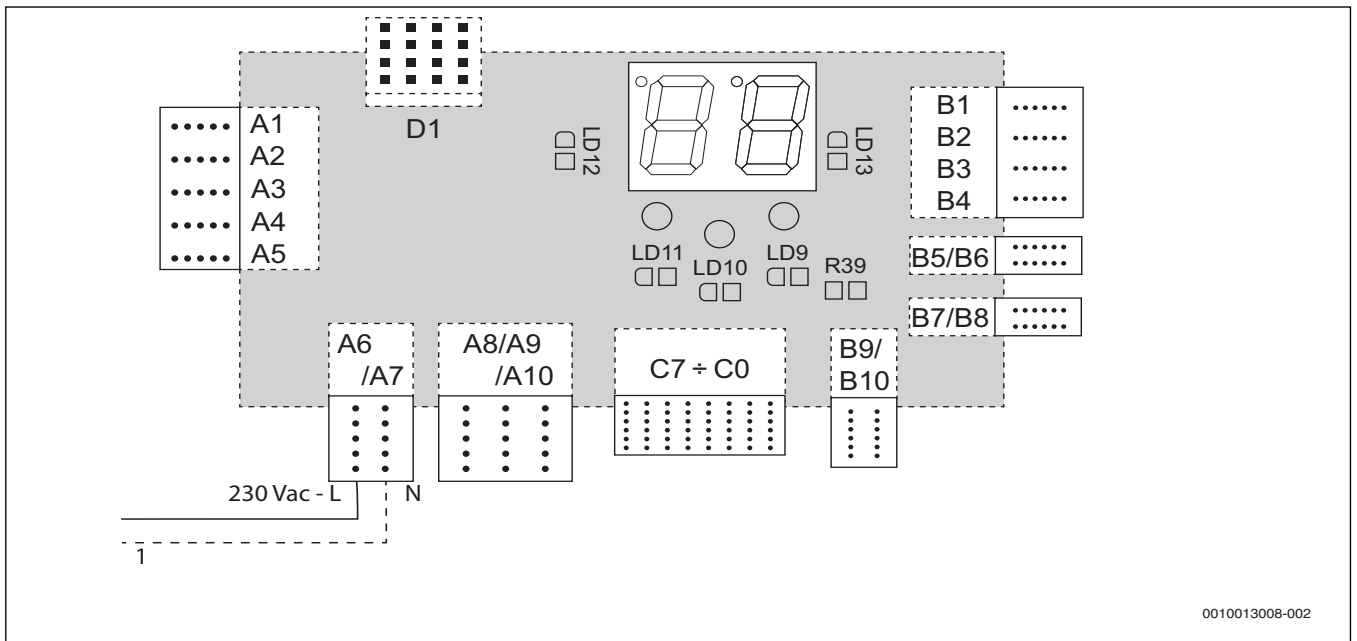 D1
A1
A2
A3
A4
A5
LD12
LD13
B1
B2
B3
B4
LD11
LD10
LD9
R39
B5/B6
B7/B8
A6
/A7
A8/A9
/A10
C7 ÷ C0
B9/
B10
230 Vac - L
N
1
0010013008-002